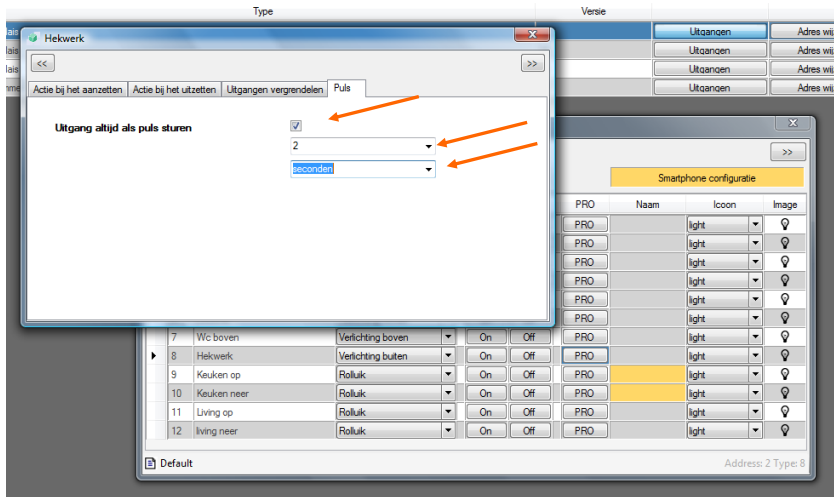 Type Versie
Uitgangen Adres wij
Uitgangen Adres wij
Uitgangen Adres wij
Uitgangen Adres wij
Hekwerk
<< >>
Actie bij het aanzetten Actie bij het uitzetten Uitgangen vergrendelen Puls
Uitgang altijd als puls sturen
2
seconden
>>
Smartphone configuratie
PRO Naam Icoon Image
PRO light
PRO light
PRO light
PRO light
PRO light
PRO light
7 Wc boven Verlichting boven On Off PRO light
8 Hekwerk Verlichting buiten On Off PRO light
9 Keuken op Rolluik On Off PRO light
10 Keuken neer Rolluik On Off PRO light
11 Living op Rolluik On Off PRO light
12 living neer Rolluik On Off PRO light
Default Address: 2 Type: 8